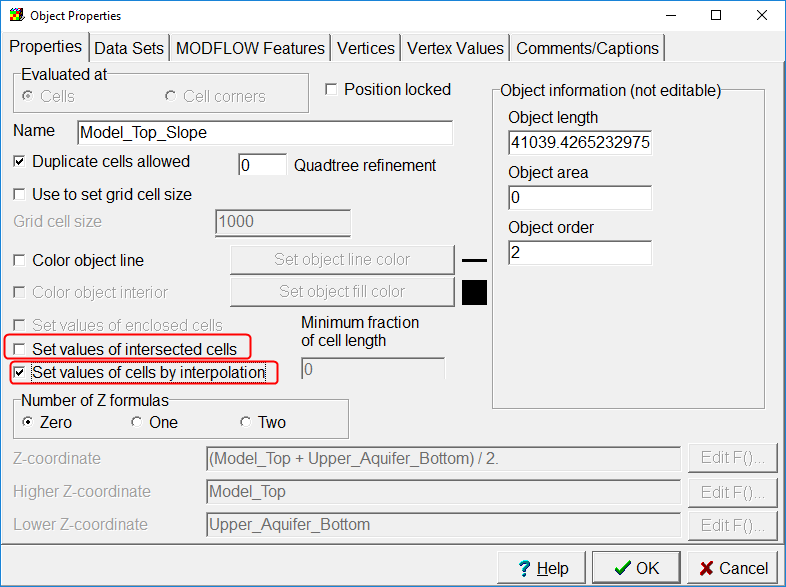 Object Properties
Properties Data Sets MODFLOW Features Vertices Vertex Values Comments/Captions
Evaluated at
Cells Cell corners
Position locked
Name Model_Top_Slope
Duplicate cells allowed 0 Quadtree refinement
Use to set grid cell size
Grid cell size 1000
Color object line Set object line color
Color object interior Set object fill color
Set values of enclosed cells
Set values of intersected cells
Set values of cells by interpolation
Minimum fraction
of cell length
0
Number of Z formulas
Zero One Two
Object information (not editable)
Object length
41039.4265232975
Object area
0
Object order
2
Z-coordinate (Model_Top + Upper_Aquifer_Bottom) / 2. Edit F()...
Higher Z-coordinate Model_Top Edit F()...
Lower Z-coordinate Upper_Aquifer_Bottom Edit F()...
? Help OK Cancel